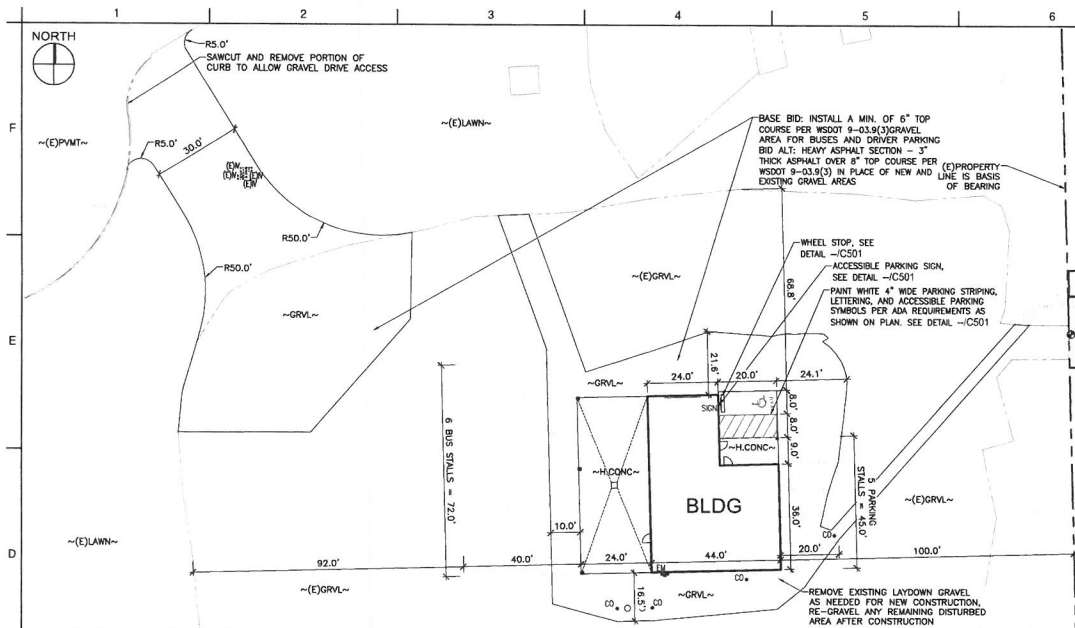 1
2
3
4
5
6
NORTH
R5.0'
SAWCUT AND REMOVE PORTION OF
CURB TO ALLOW GRAVEL DRIVE ACCESS
F
~(E)PVMT~
R5.0'
30.0'
~(E)LAWN~
BASE BID: INSTALL A MIN. OF 6" TOP
COURSE PER WSDOT 9-03.9(3)GRAVEL
AREA FOR BUSES AND DRIVER PARKING
BID ALT: HEAVY ASPHALT SECTION - 3"
THICK ASPHALT OVER 8" TOP COURSE PER
WSDOT 9-03.9(3) IN PLACE OF NEW AND
EXISTING GRAVEL AREAS
(E)PROPERTY
LINE IS BASIS
OF BEARING
R50.0'
R50.0'
WHEEL STOP, SEE
DETAIL -/C501
ACCESSIBLE PARKING SIGN,
SEE DETAIL -/C501
PAINT WHITE 4" WIDE PARKING STRIPING,
LETTERING, AND ACCESSIBLE PARKING
SYMBOLS PER ADA REQUIREMENTS AS
SHOWN ON PLAN. SEE DETAIL -/C501
~(E)GRVL~
68.8'
~GRVL~
E
21.6'
~GRVL~
24.0'
20.0'
24.1'
SIGN
8.0'
8.0'
9.0'
6 BUS STALLS = 72.0'
~H.CONC~
~H.CONC~
BLDG
36.0'
5 PARKING
STALLS = 45.0'
~(E)GRVL~
D
~(E)LAWN~
10.0'
CO
92.0'
40.0'
24.0'
44.0'
20.0'
100.0'
EM
CO
~(E)GRVL~
16.5'
CO
CO
~GRVL~
REMOVE EXISTING LAYDOWN GRAVEL
AS NEEDED FOR NEW CONSTRUCTION,
RE-GRAVEL ANY REMAINING DISTURBED
AREA AFTER CONSTRUCTION